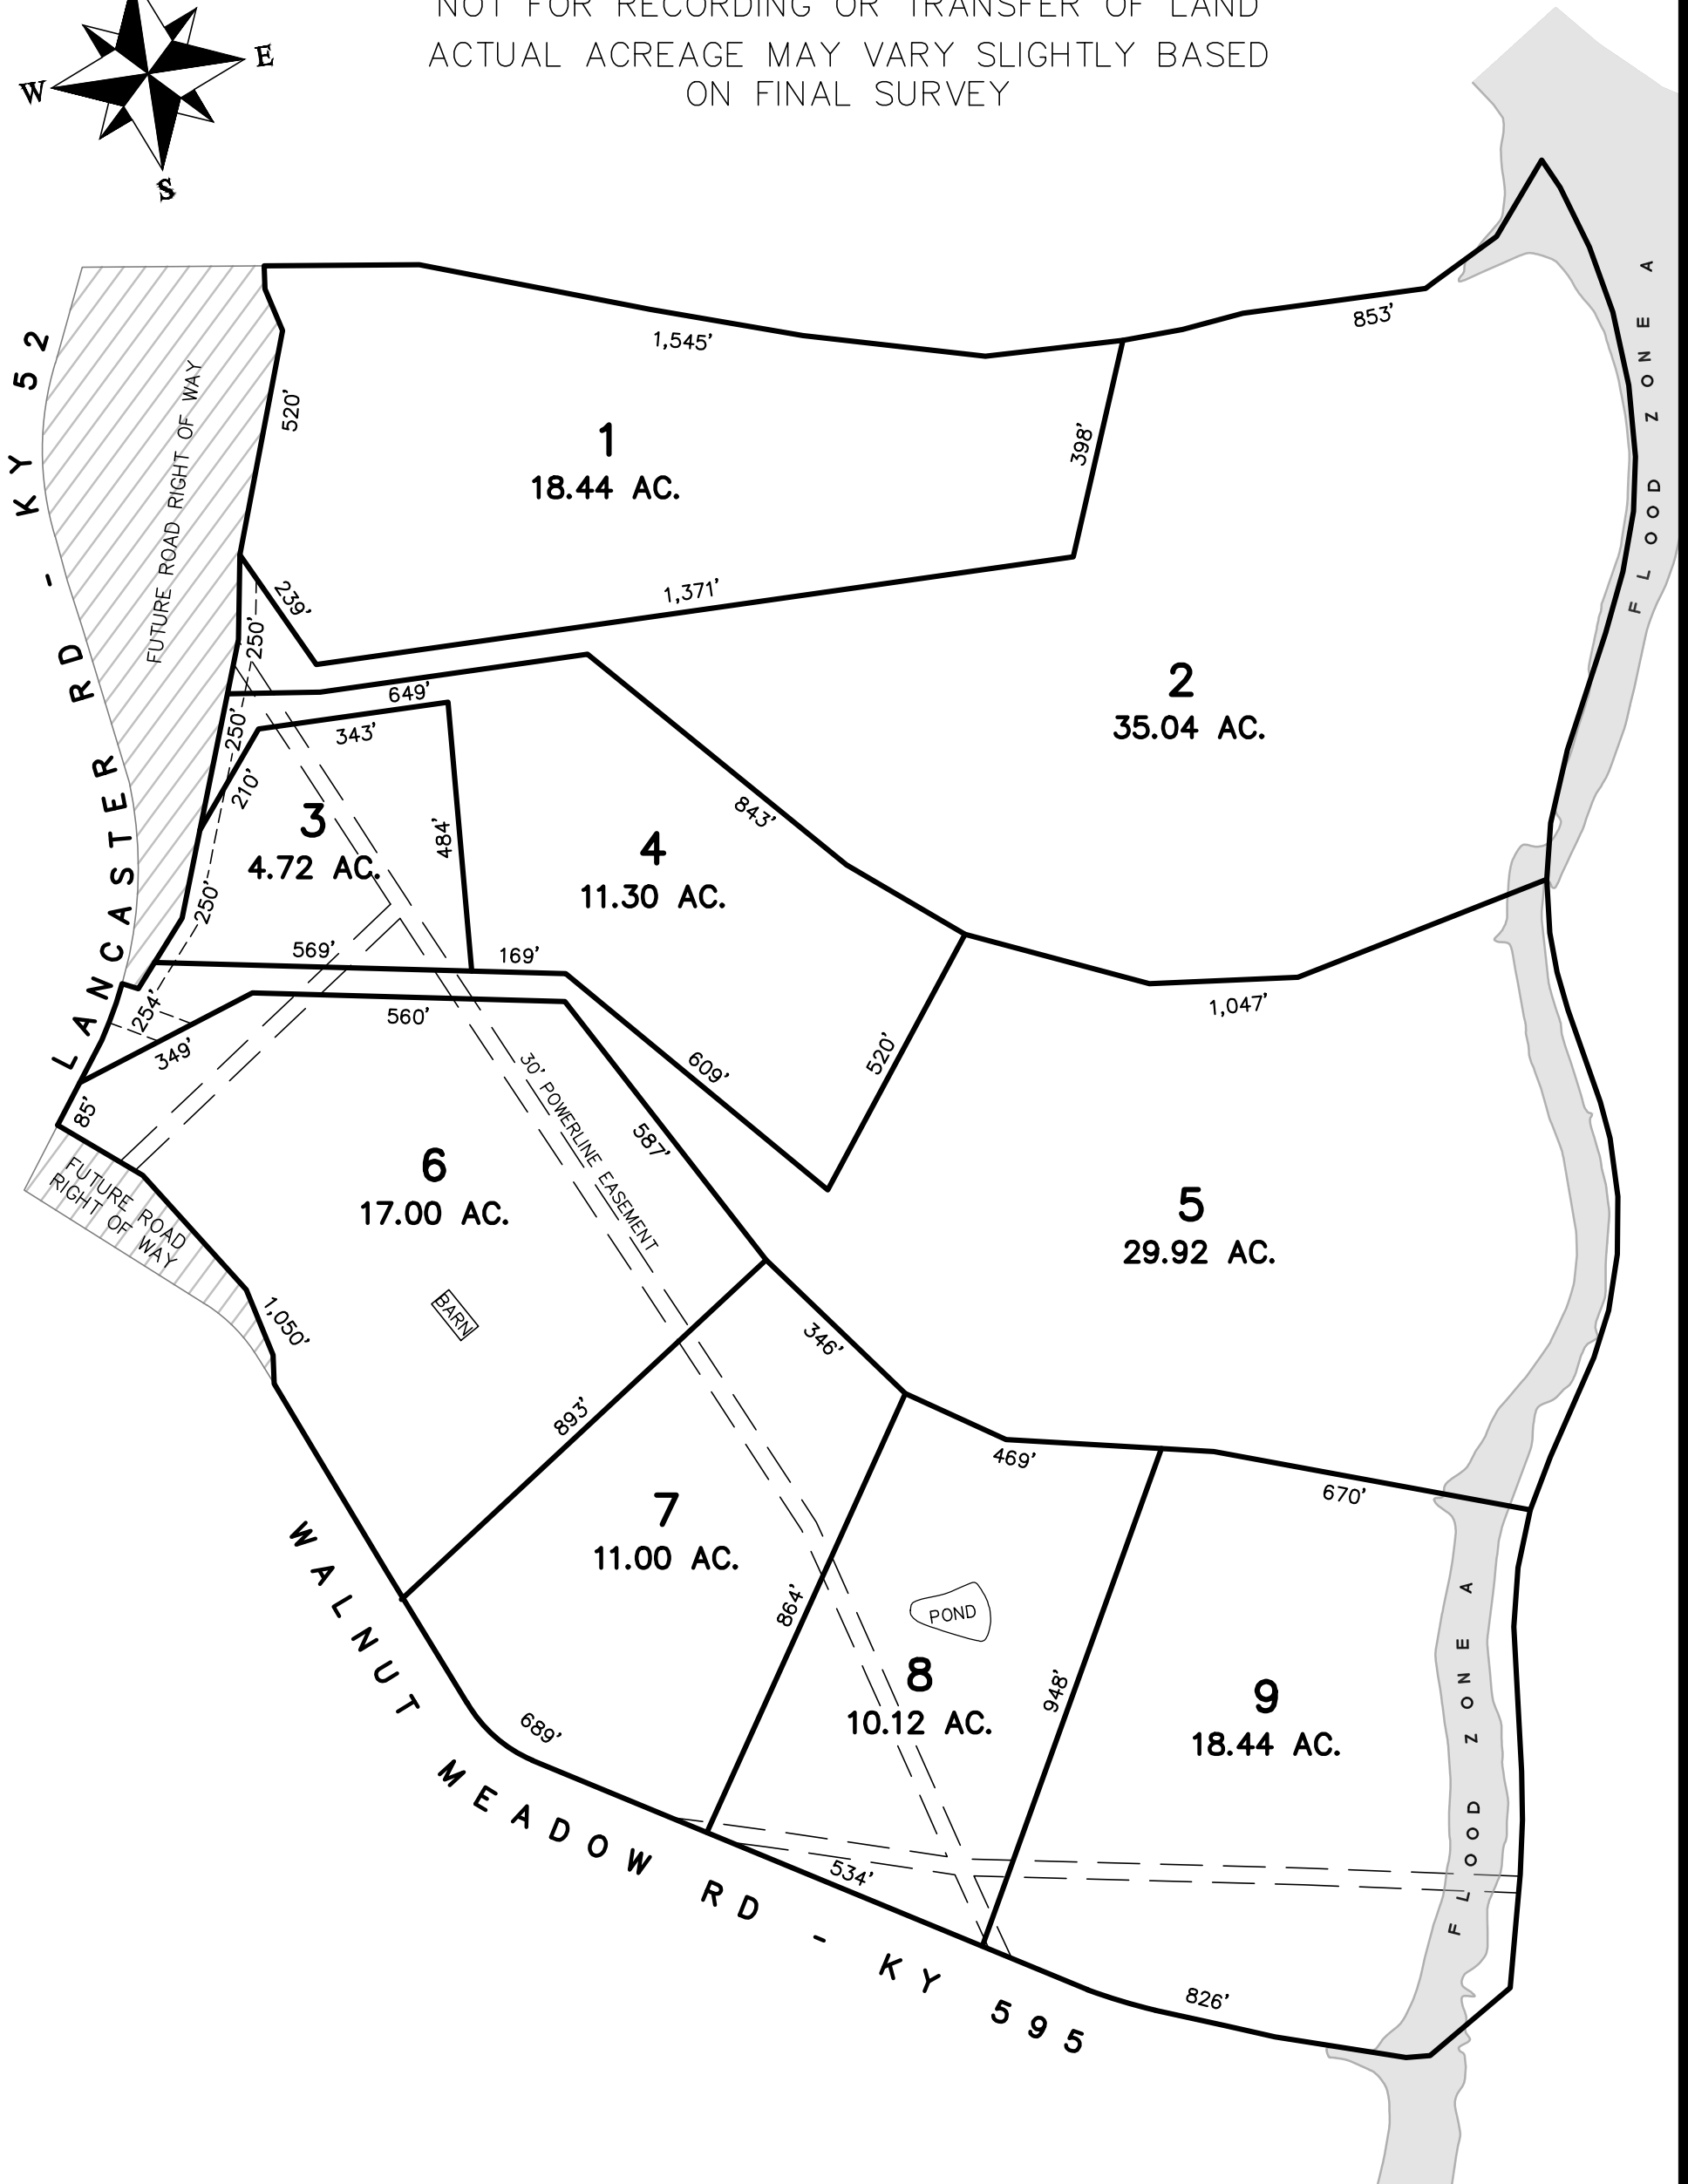 NOT FOR RECORDING OR TRANSFER OF LAND
ACTUAL ACREAGE MAY VARY SLIGHTLY BASED
ON FINAL SURVEY
E
W
S
LANCASTER RD - KY 52
FUTURE ROAD RIGHT OF WAY
1,545'
853'
520'
398'
1
18.44 AC.
239'
1,371'
250'
2
35.04 AC.
FLOOD ZONE A
649'
250'
343'
210'
843'
484'
3
4.72 AC.
4
11.30 AC.
250'
569'
169'
254'
349'
560'
1,047'
609'
520'
85'
587'
30' POWERLINE EASEMENT
FUTURE ROAD
RIGHT OF WAY
6
17.00 AC.
5
29.92 AC.
BARN
1,050'
346'
893'
469'
670'
7
11.00 AC.
864'
POND
8
10.12 AC.
948'
9
18.44 AC.
FLOOD ZONE A
689'
534'
826'
WALNUT MEADOW RD - KY 595